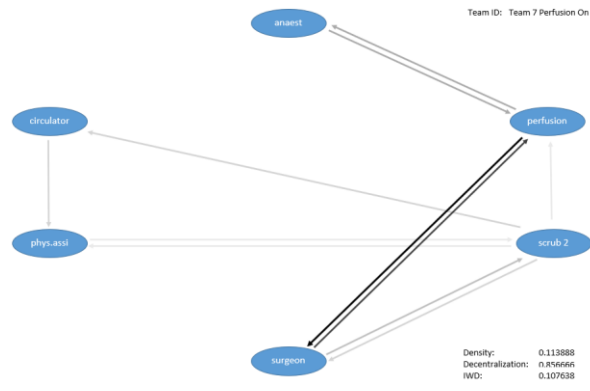 Team ID: Team 7 Perfusion On
anaest
circulator
perfusion
phys.assi
scrub 2
surgeon
Density: 0.113888
Decentralization: 0.856666
IWD: 0.107638